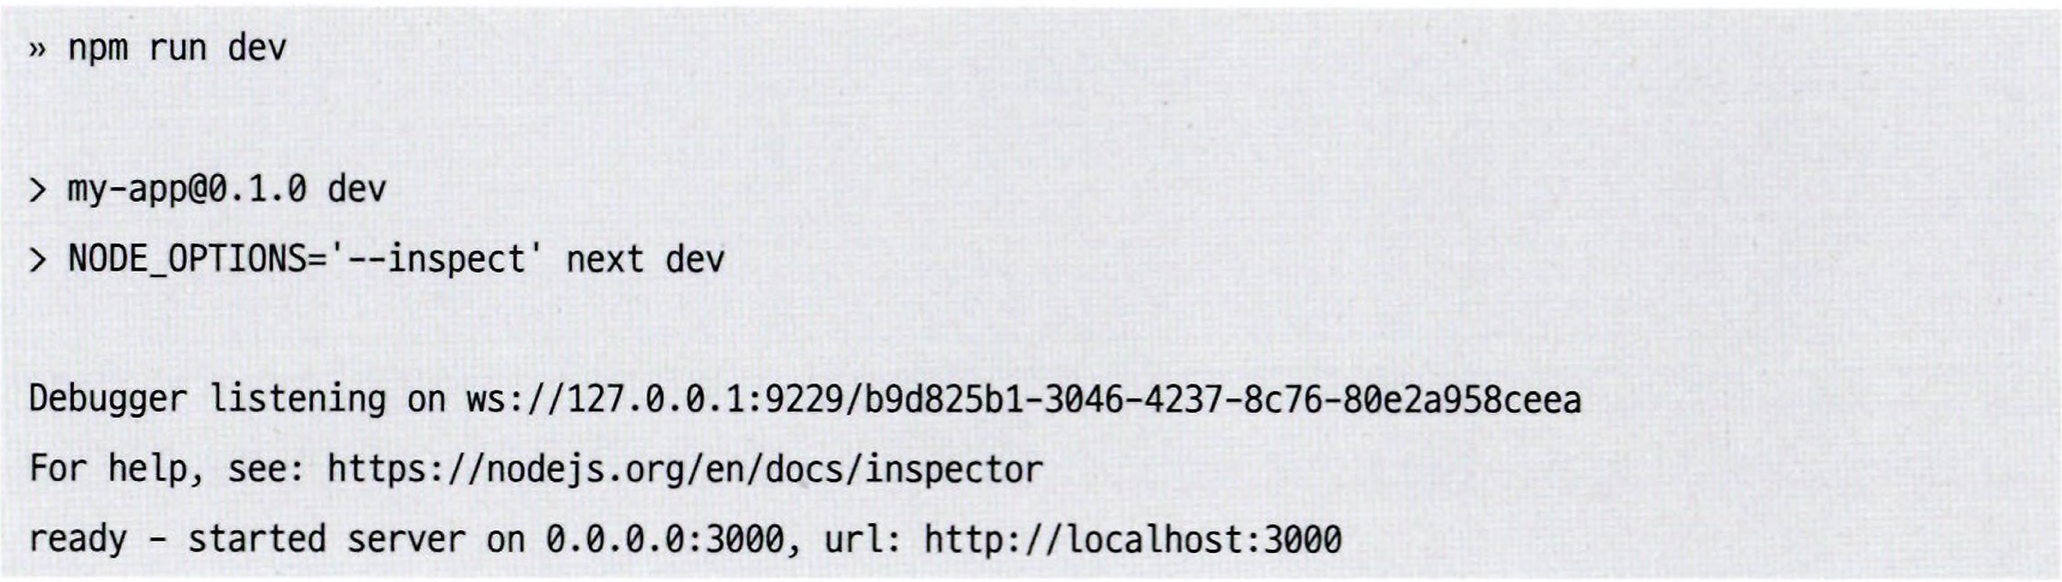 » npm run dev
> my-app@0.1.0 dev
> NODE_OPTIONS='--inspect' next dev
Debugger listening on ws://127.0.0.1:9229/b9d825b1-3046-4237-8c76-80e2a958ceea
For help, see: https://nodejs.org/en/docs/inspector
ready - started server on 0.0.0.0:3000, url: http://localhost:3000